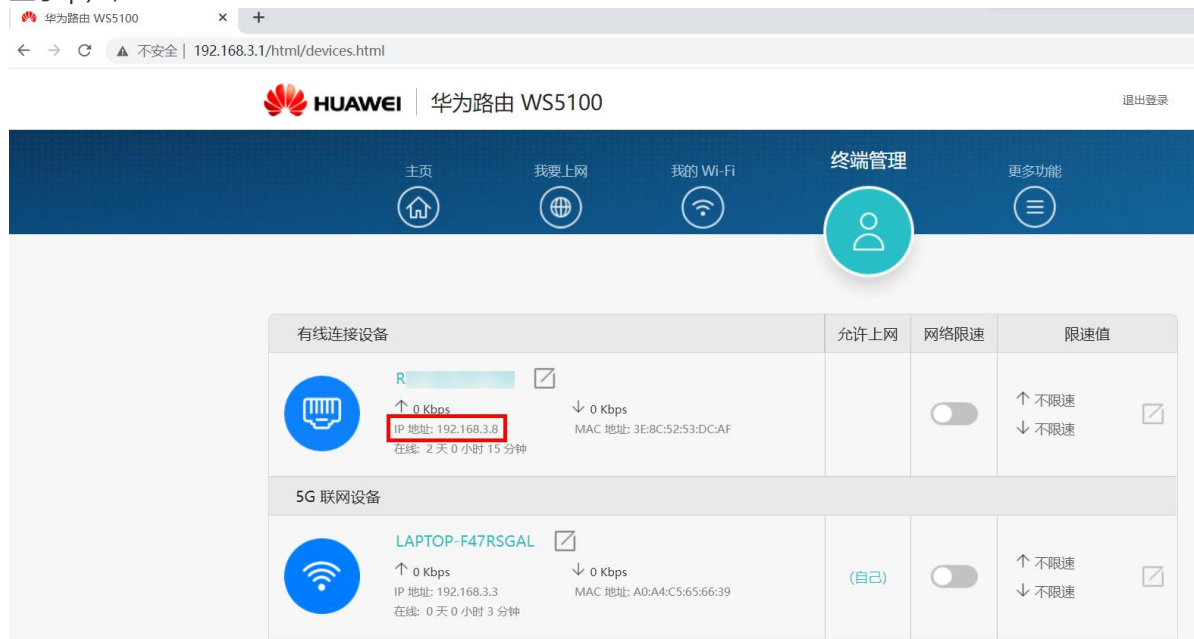 华为路由 WS5100
不安全 | 192.168.3.1/html/devices.html
HUAWEI 华为路由 WS5100 退出登录
主页 我要上网 我的 Wi-Fi 终端管理 更多功能
有线连接设备 允许上网 网络限速 限速值
R
↑ 0 Kbps ↓ 0 Kbps
IP 地址: 192.168.3.8 MAC 地址: 3E:8C:52:53:DC:AF
在线: 2 天 0 小时 15 分钟
↑ 不限速
↓ 不限速
5G 联网设备
LAPTOP-F47RSGAL
↑ 0 Kbps ↓ 0 Kbps
IP 地址: 192.168.3.3 MAC 地址: A0:A4:C5:65:66:39
在线: 0 天 0 小时 3 分钟
(自己)
↑ 不限速
↓ 不限速